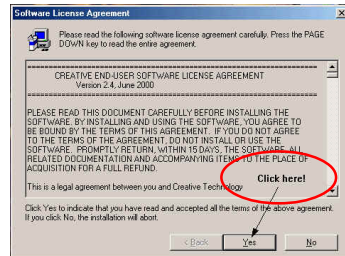 Software License Agreement
Please read the following software license agreement carefully. Press the PAGE
DOWN key to read the entire agreement.
CREATIVE END-USER SOFTWARE LICENSE AGREEMENT
Version 2.4, June 2000
PLEASE READ THIS DOCUMENT CAREFULLY BEFORE INSTALLING THE
SOFTWARE. BY INSTALLING AND USING THE SOFTWARE, YOU AGREE TO
BE BOUND BY THE TERMS OF THIS AGREEMENT. IF YOU DO NOT AGREE
TO THE TERMS OF THE AGREEMENT, DO NOT INSTALL OR USE THE
SOFTWARE. PROMPTLY RETURN, WITHIN 15 DAYS, THE SOFTWARE, ALL
RELATED DOCUMENTATION AND ACCOMPANYING ITEMS TO THE PLACE OF
ACQUISITION FOR A FULL REFUND.
Click here!
This is a legal agreement between you and Creative Technology
Click Yes to indicate that you have read and accepted all the terms of the above agreement.
If you click No, the installation will abort.
< Back Yes No